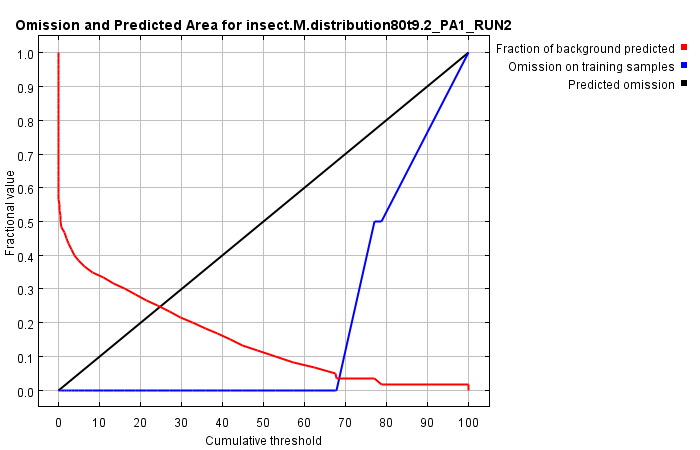 Omission and Predicted Area for insect.M.distribution80t9.2_PA1_RUN2
Fraction of background predicted
Omission on training samples
Predicted omission
1.0
0.9
0.8
0.7
0.6
0.5
0.4
0.3
0.2
0.1
0.0
Fractional value
0 10 20 30 40 50 60 70 80 90 100
Cumulative threshold